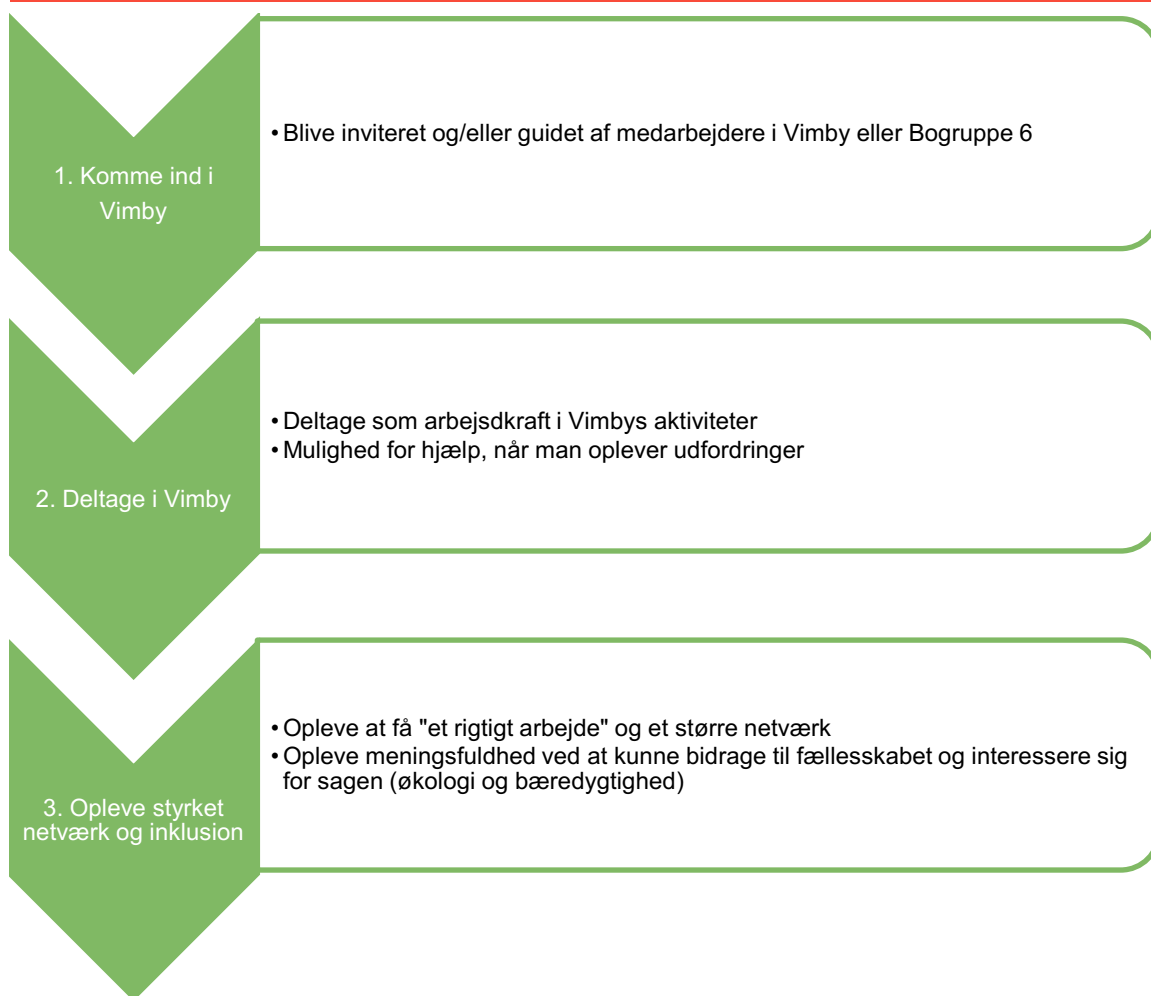 1. Komme ind i
Vimby
• Blive inviteret og/eller guidet af medarbejdere i Vimby eller Bogruppe 6
2. Deltage i Vimby
• Deltage som arbejsdkraft i Vimbys aktiviteter
• Mulighed for hjælp, når man oplever udfordringer
3. Opleve styrket
netværk og inklusion
• Opleve at få "et rigtigt arbejde" og et større netværk
• Opleve meningsfuldhed ved at kunne bidrage til fællesskabet og interessere sig
for sagen (økologi og bæredygtighed)